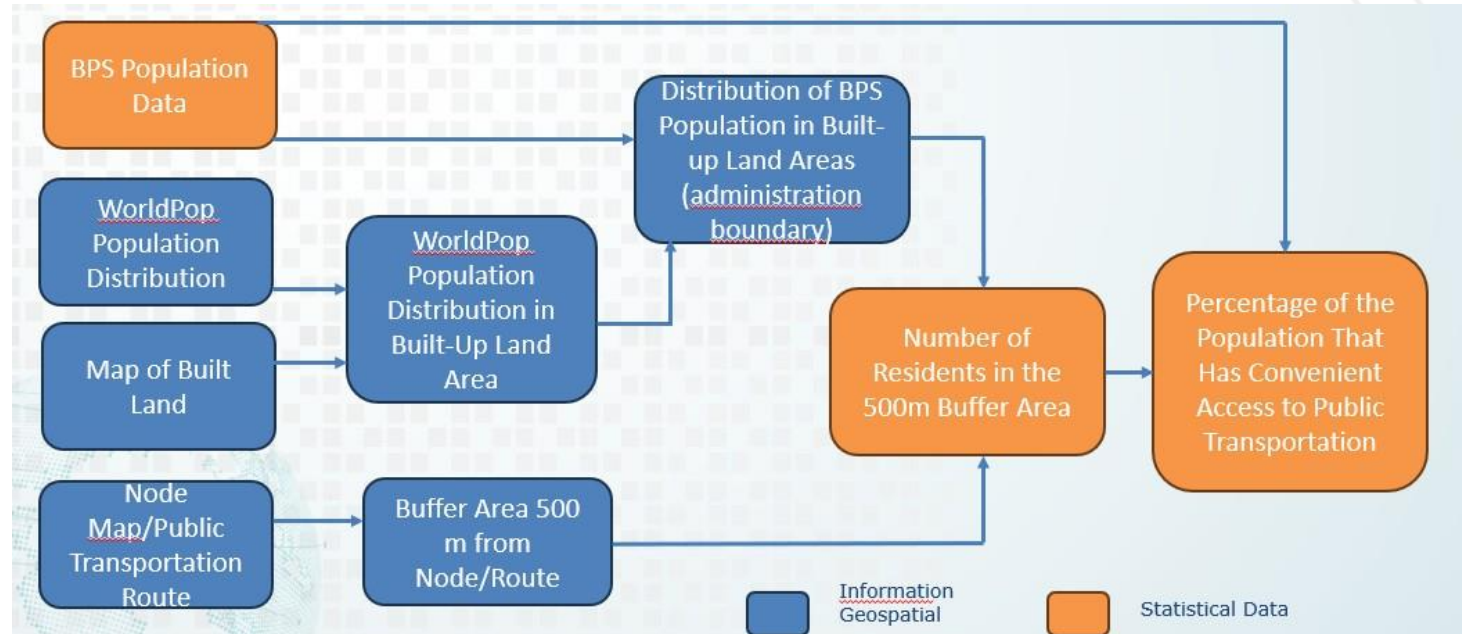 BPS Population
Data
WorldPop
Population
Distribution
Map of Built
Land
Node
Map/Public
Transportation
Route
WorldPop
Population
Distribution in
Built-Up Land
Area
Buffer Area 500
m from
Node/Route
Distribution of BPS
Population in Built-
up Land Areas
(administration
boundary)
Number of
Residents in the
500m Buffer Area
Percentage of the
Population That
Has Convenient
Access to Public
Transportation
Information
Geospatial
Statistical Data